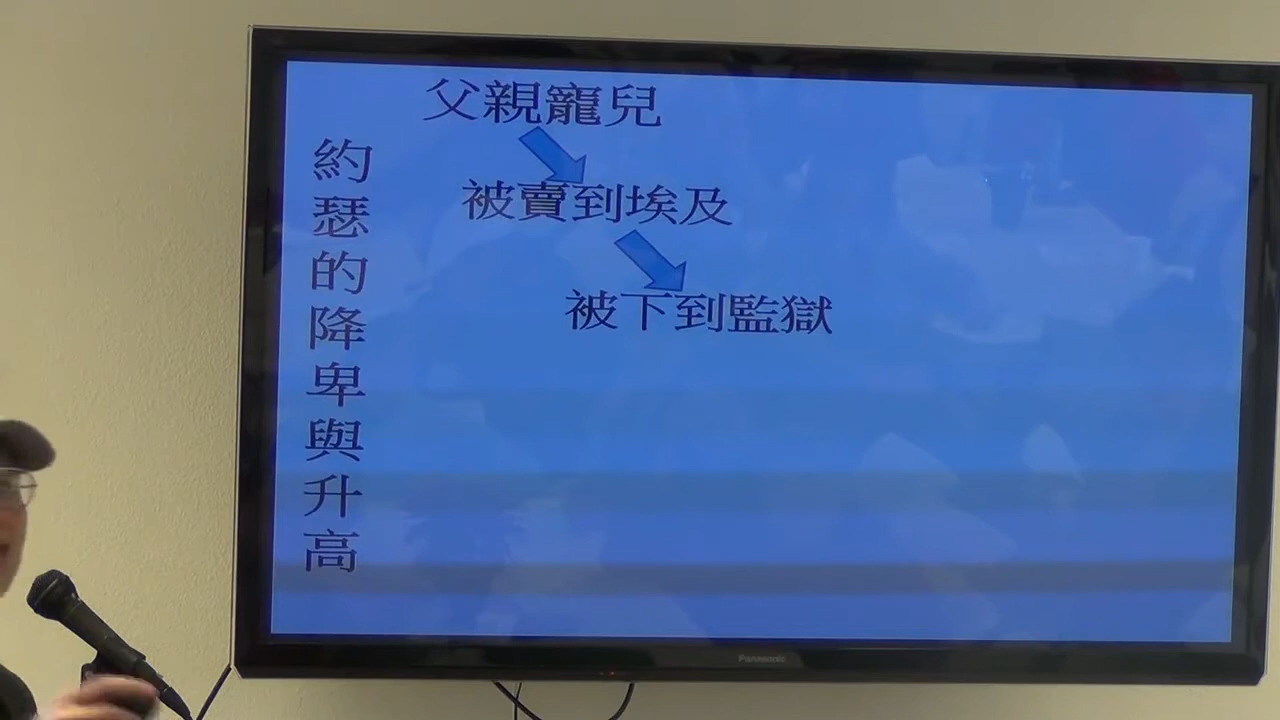 約瑟的降卑與升高
父親寵兒
被賣到埃及
被下到監獄
Panasonic